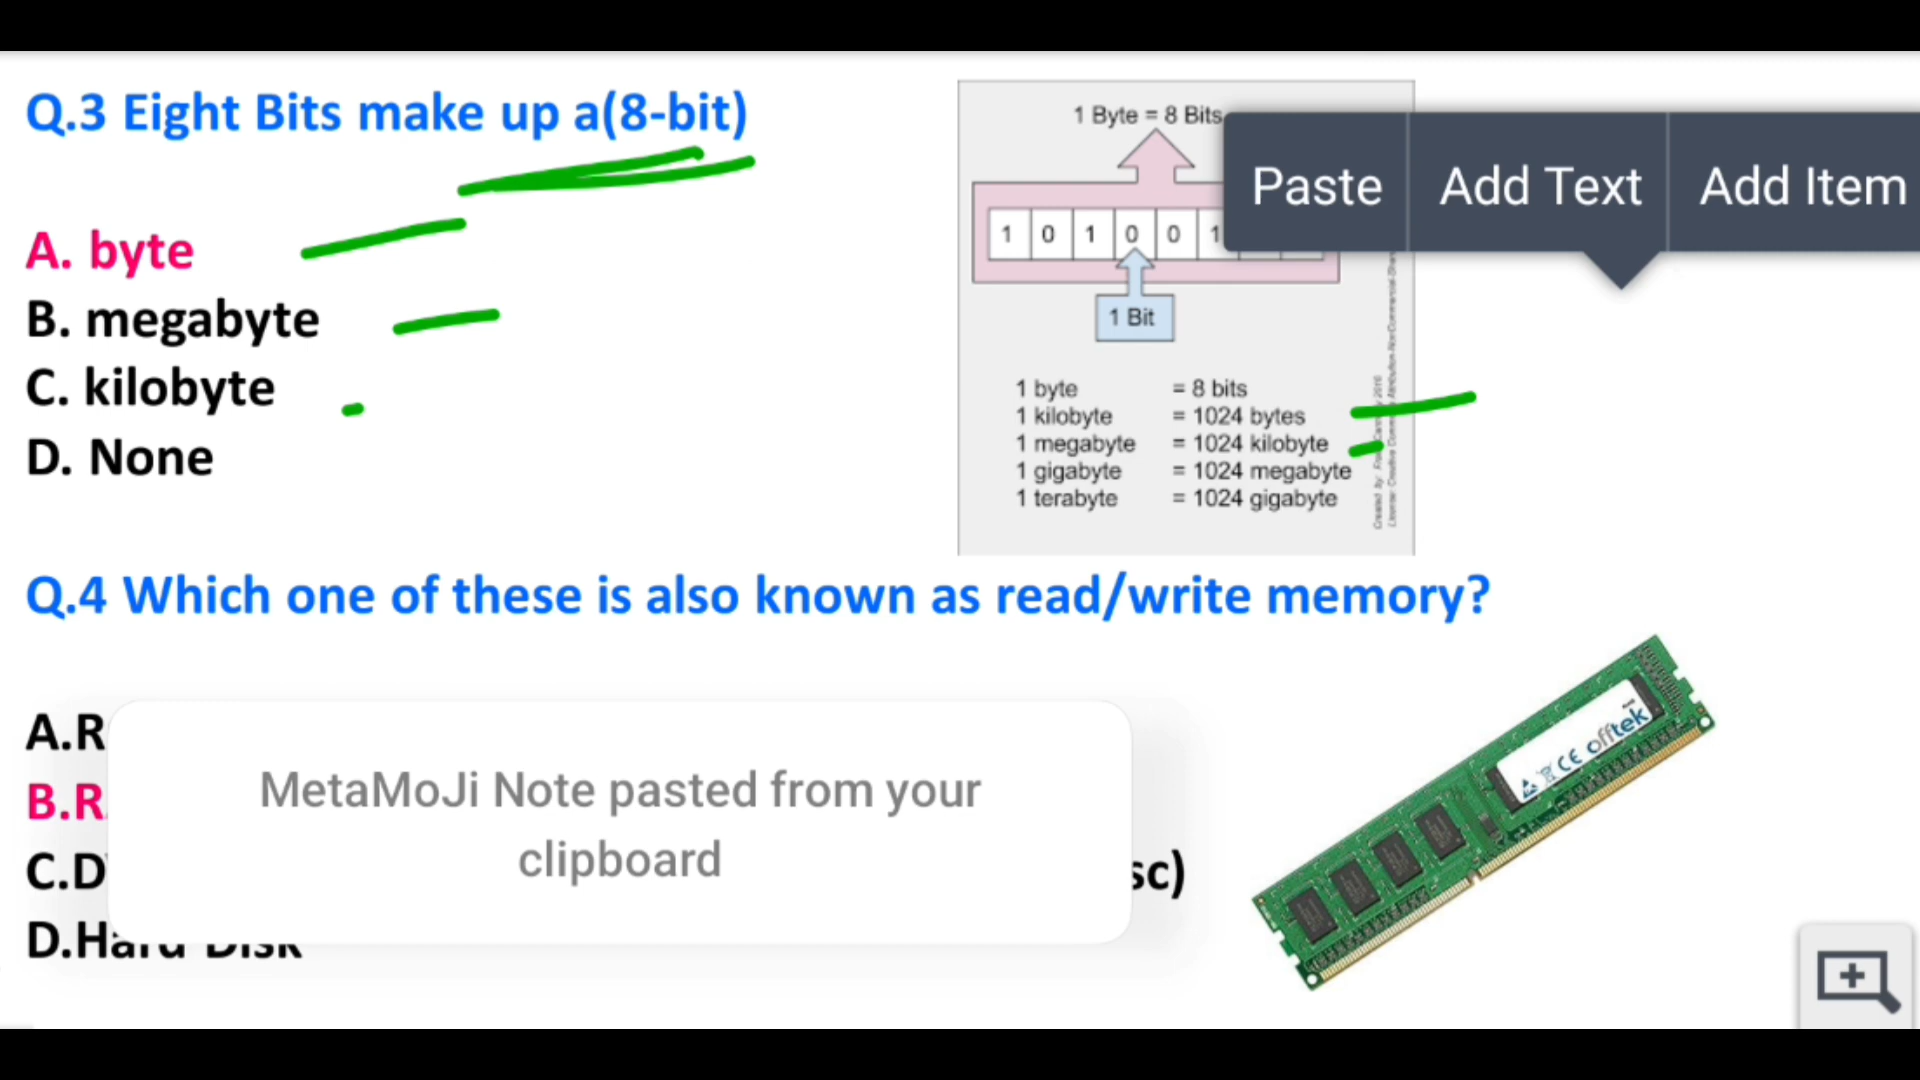 Q.3 Eight Bits make up a(8-bit)
A. byte
B. megabyte
C. kilobyte
D. None
1 Byte = 8 Bits
Paste
Add Text
Add Item
1 0 1 0 0 1
1 Bit
1 byte = 8 bits
1 kilobyte = 1024 bytes
1 megabyte = 1024 kilobyte
1 gigabyte = 1024 megabyte
1 terabyte = 1024 gigabyte
Q.4 Which one of these is also known as read/write memory?
A.R
B.R
C.D
sc)
D.Hard Disk
MetaMoJi Note pasted from your
clipboard
CE offtek